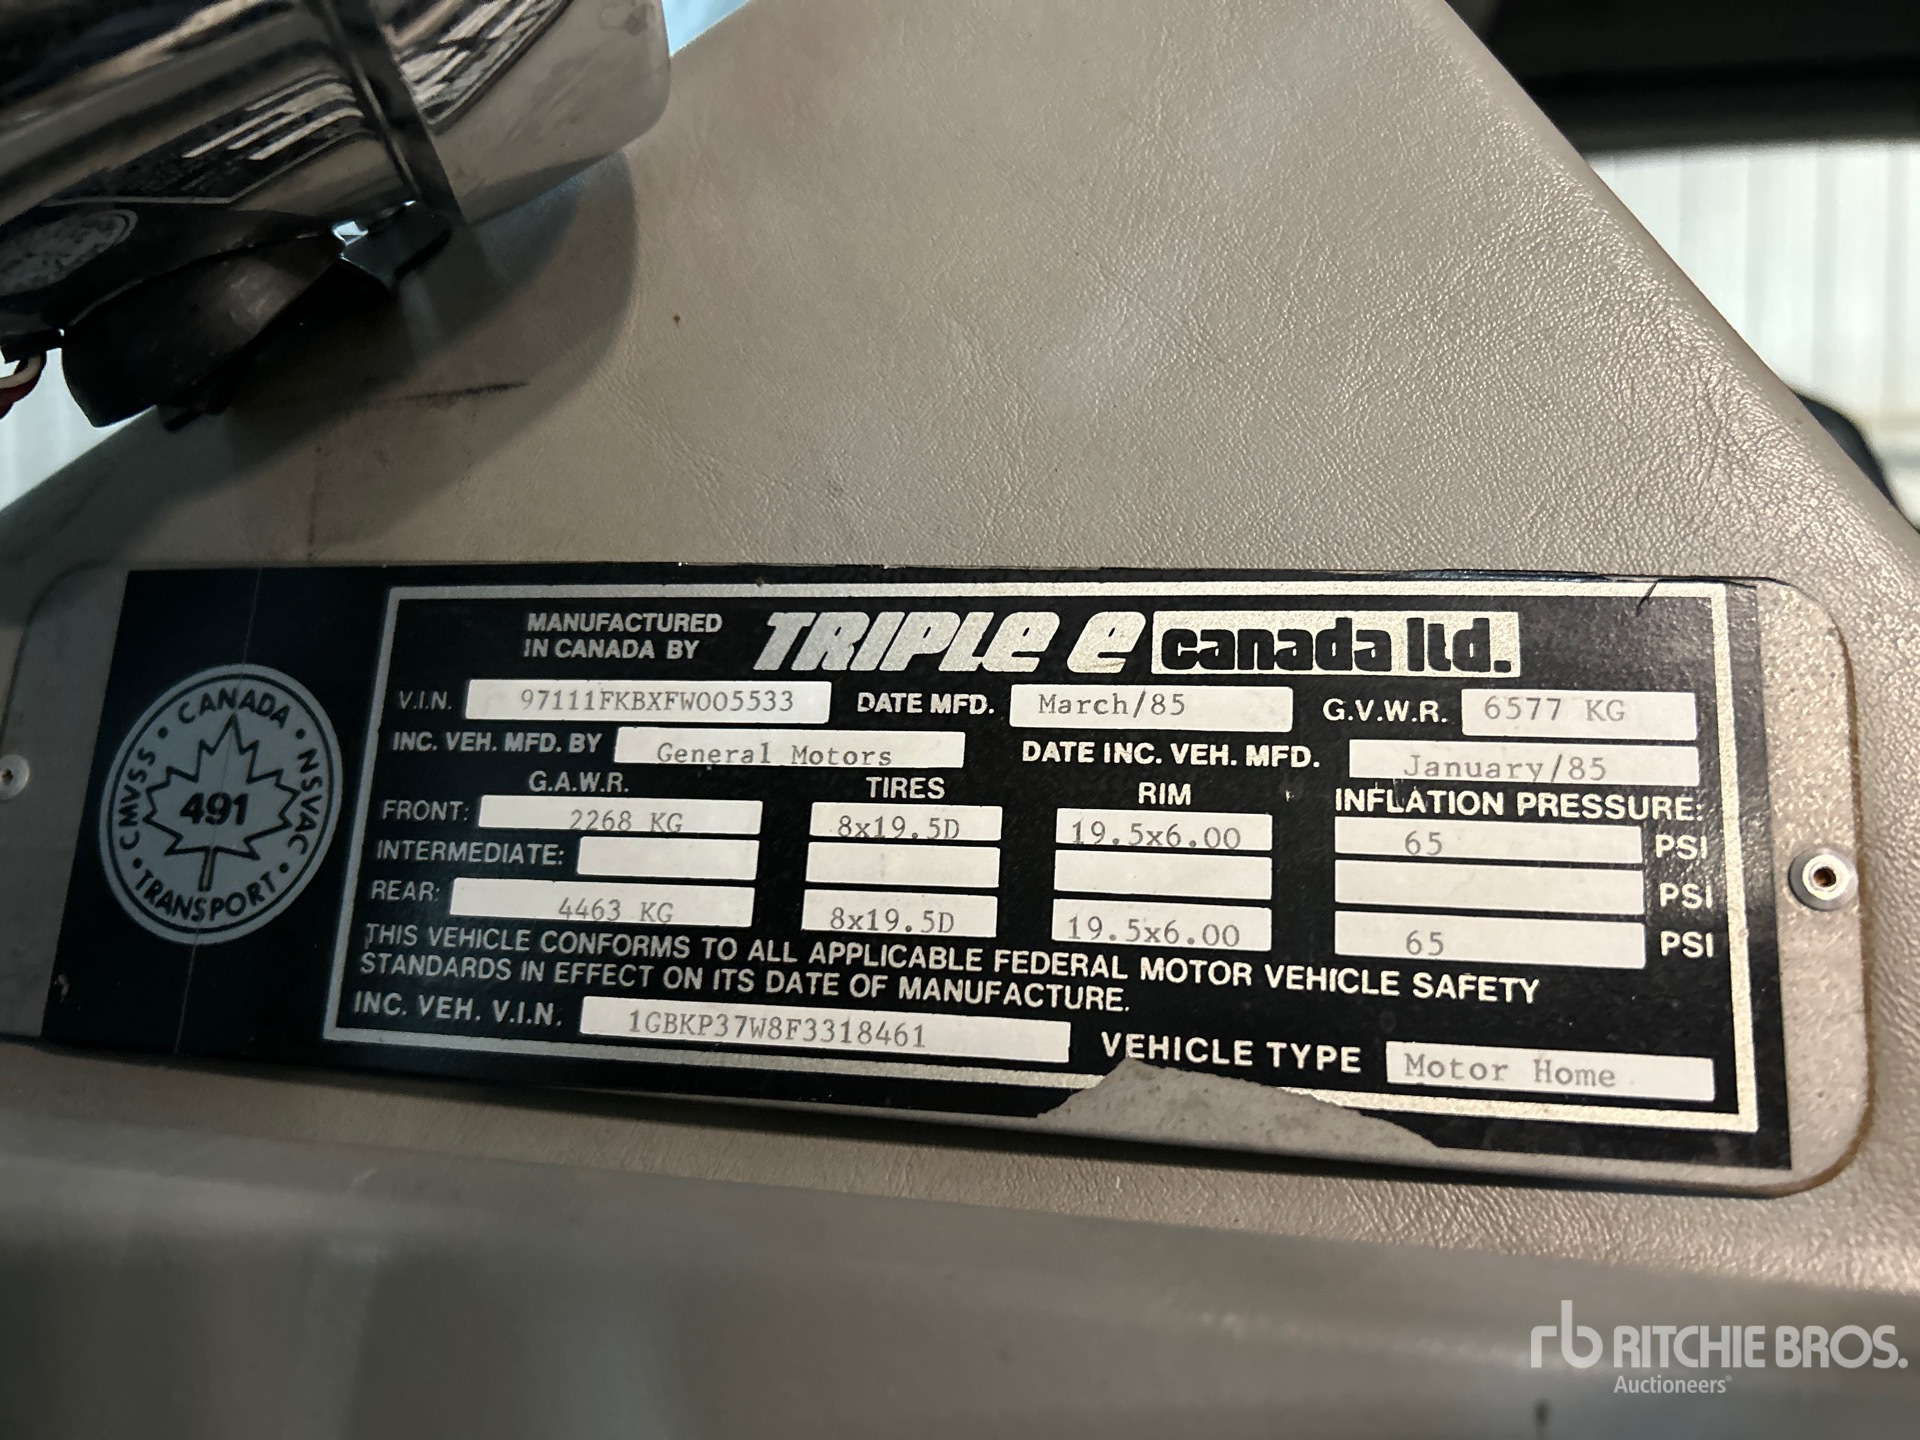 MANUFACTURED
IN CANADA BY TRIPLE e canada ltd.
V.I.N. 97111FKBXFW005533 DATE MFD. March/85 G.V.W.R. 6577 KG
INC. VEH. MFD. BY General Motors DATE INC. VEH. MFD. January/85
G.A.W.R. TIRES RIM INFLATION PRESSURE:
FRONT: 2268 KG 8x19.5D 19.5x6.00 65 PSI
INTERMEDIATE: PSI
REAR: 4463 KG 8x19.5D 19.5x6.00 65 PSI
THIS VEHICLE CONFORMS TO ALL APPLICABLE FEDERAL MOTOR VEHICLE SAFETY
STANDARDS IN EFFECT ON ITS DATE OF MANUFACTURE.
INC. VEH. V.I.N. 1GBKP37W8F3318461 VEHICLE TYPE Motor Home
CANADA • NSVAC • TRANSPORT • CMVSS •
491
rb RITCHIE BROS.
Auctioneers